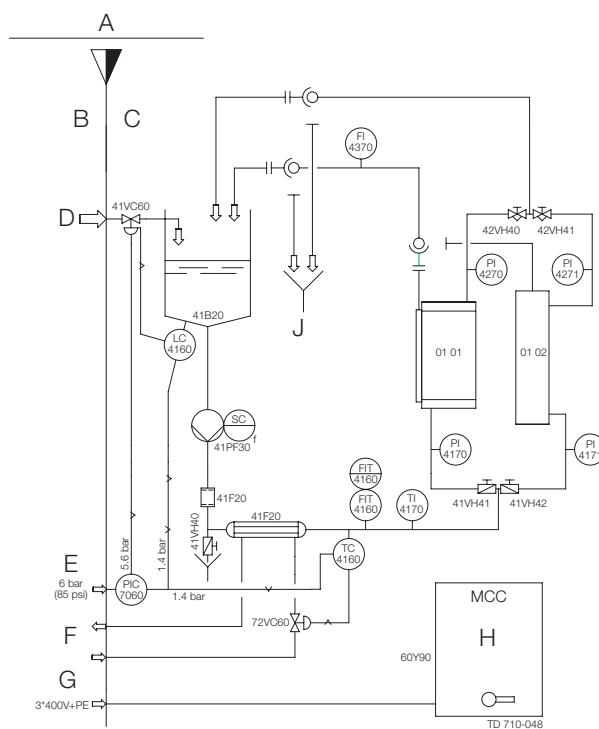 A
B
C
FI
4370
D
41VC60
42VH40
42VH41
PI
4270
PI
4271
41B20
J
LC
4160
01 01
01 02
SC
f
41PF30
PI
4170
PI
4171
FIT
4160
FIT
4160
TI
4170
41VH41
41VH42
41F20
41F20
41VH40
TC
4160
5.6 bar
1.4 bar
E
6 bar
(85 psi)
PIC
7060
1.4 bar
MCC
H
F
72VC60
60Y90
G
3*400V+PE
TD 710-048